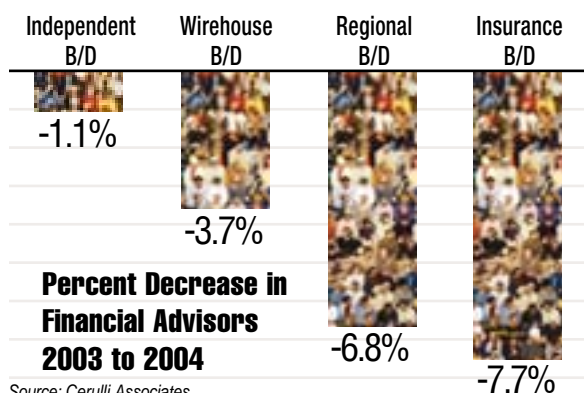 Independent B/D
Wirehouse B/D
Regional B/D
Insurance B/D
-1.1%
-3.7%
-6.8%
-7.7%
Percent Decrease in
Financial Advisors
2003 to 2004
Source: Cerulli Associates